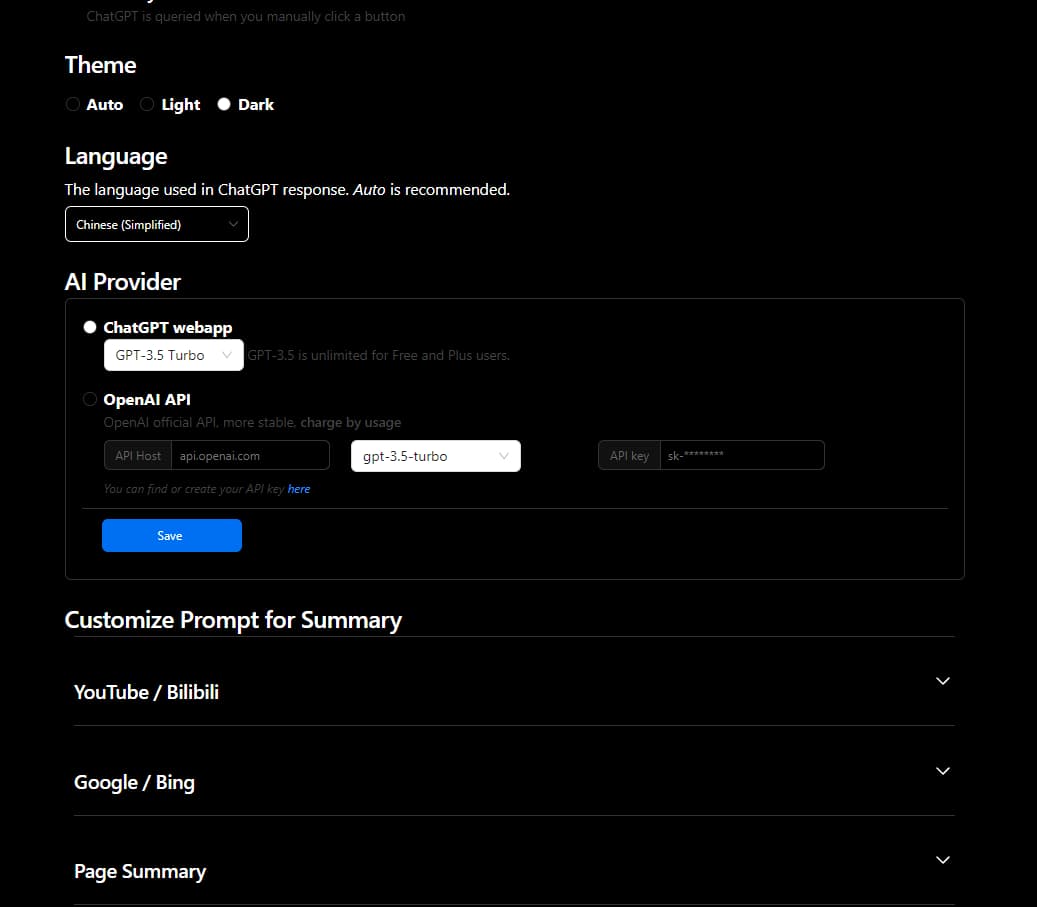 ChatGPT is queried when you manually click a button
Theme
Auto Light Dark
Language
The language used in ChatGPT response. Auto is recommended.
Chinese (Simplified)
AI Provider
ChatGPT webapp
GPT-3.5 Turbo GPT-3.5 is unlimited for Free and Plus users.
OpenAI API
OpenAI official API, more stable, charge by usage
API Host api.openai.com gpt-3.5-turbo API key sk-********
You can find or create your API key here
Save
Customize Prompt for Summary
YouTube / Bilibili
Google / Bing
Page Summary